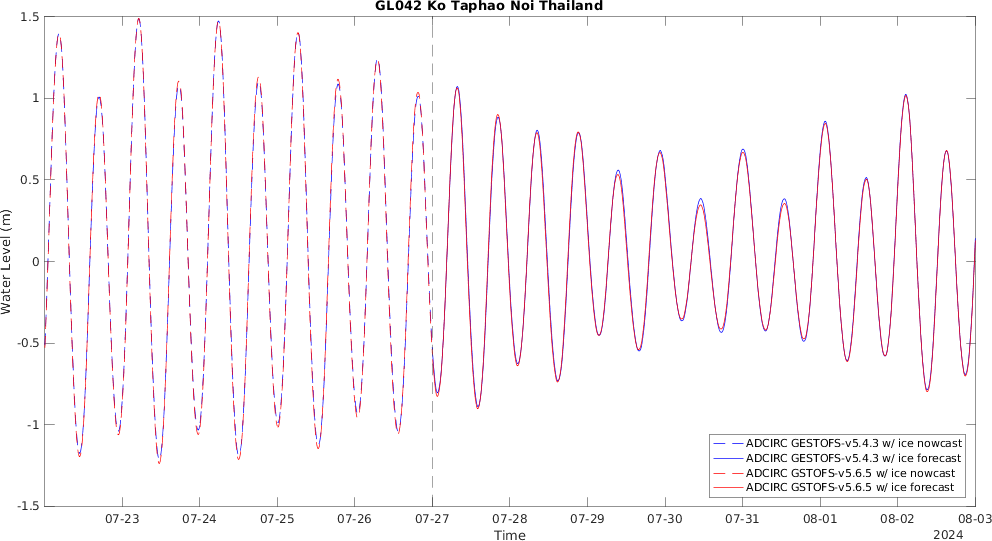 GL042 Ko Taphao Noi Thailand
1.5
1
0.5
0
-0.5
-1
-1.5
Water Level (m)
ADCIRC GESTOFS-v5.4.3 w/ ice nowcast
ADCIRC GESTOFS-v5.4.3 w/ ice forecast
ADCIRC GSTOFS-v5.6.5 w/ ice nowcast
ADCIRC GSTOFS-v5.6.5 w/ ice forecast
07-23 07-24 07-25 07-26 07-27 07-28 07-29 07-30 07-31 08-01 08-02 08-03
Time
2024